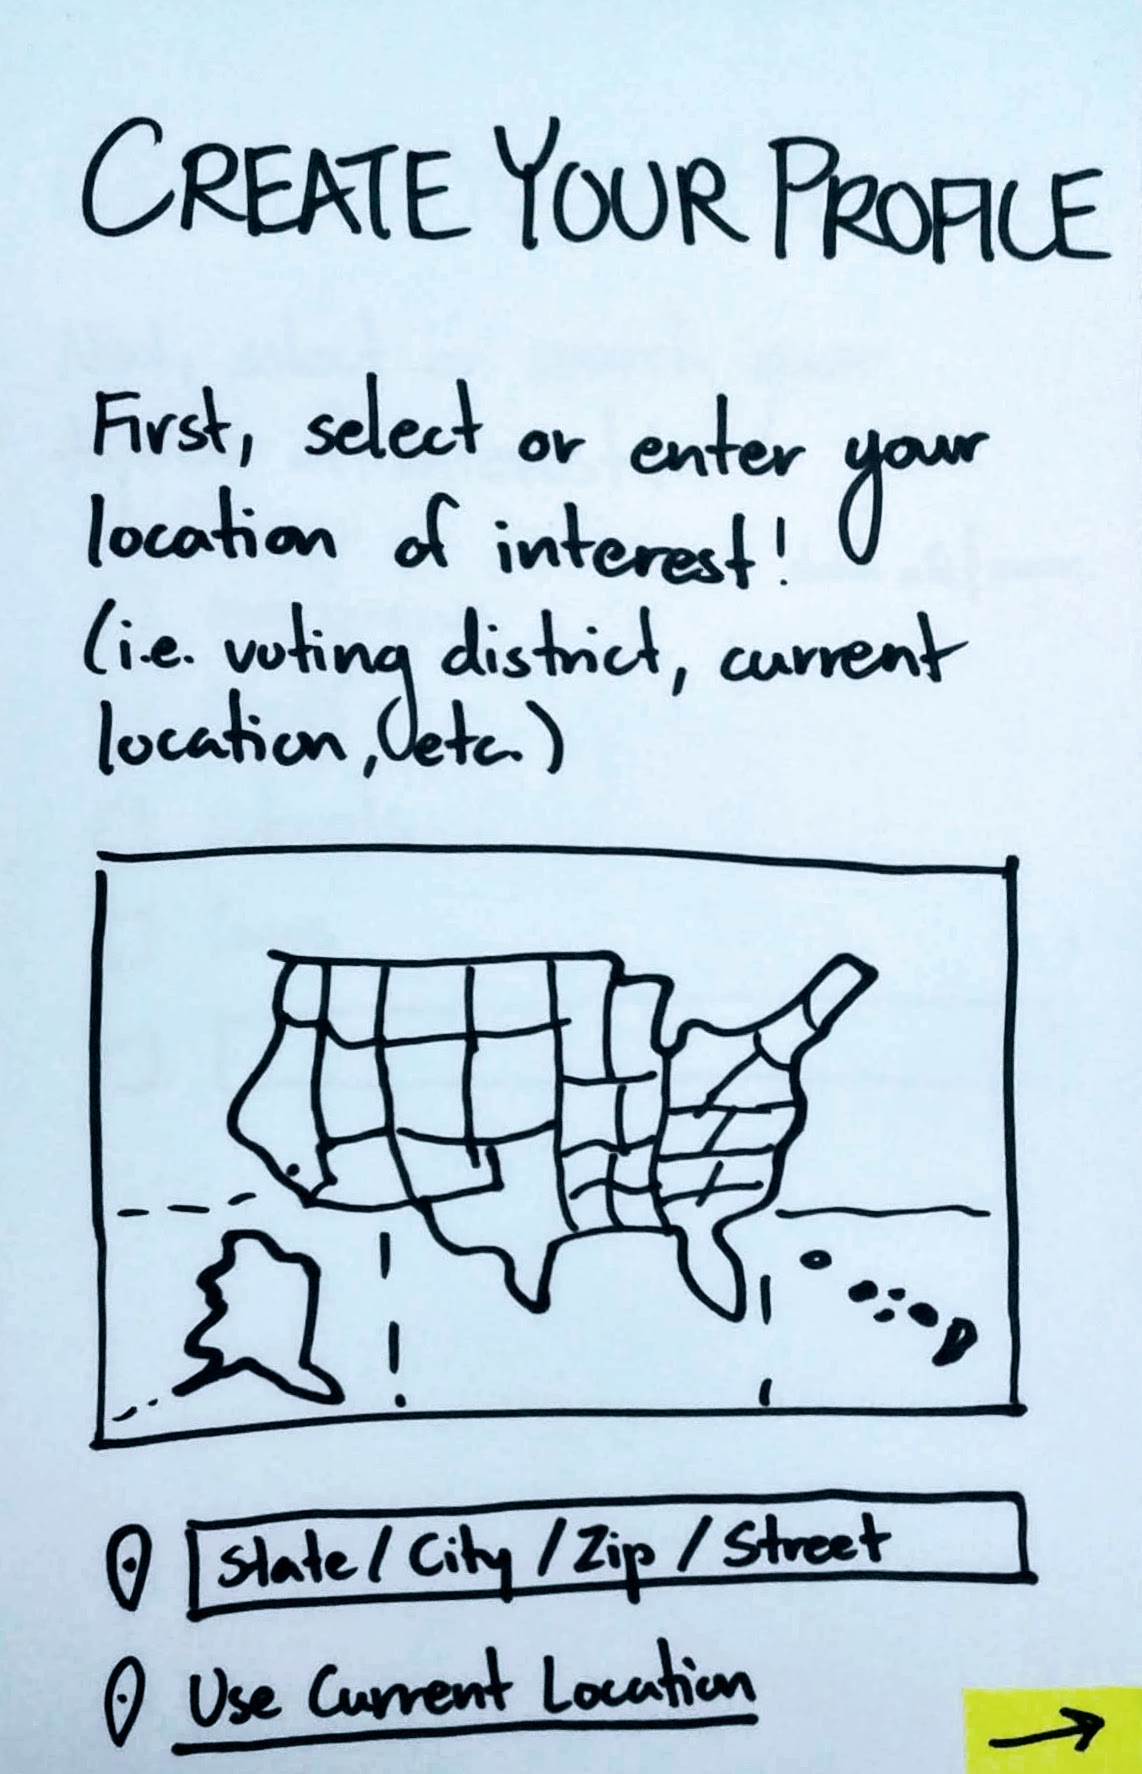 CREATE YOUR PROFILE
First, select or enter your
location of interest!
(i.e. voting district, current
location, etc.)
State / City / Zip / Street
Use Current Location